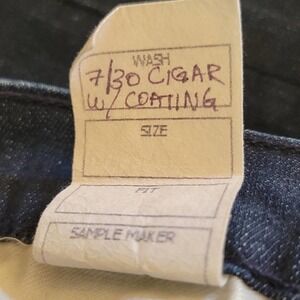 WASH
7/30 CIGAR
w/ COATING
SIZE
FIT
SAMPLE MAKER